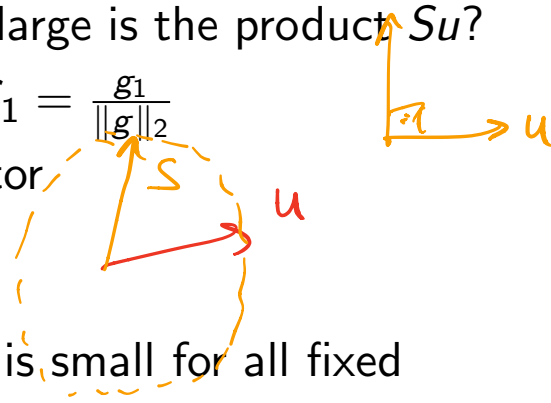 large is the product Su?
u
1 = g1 / ‖g‖2
tor
S
u
is small for all fixed